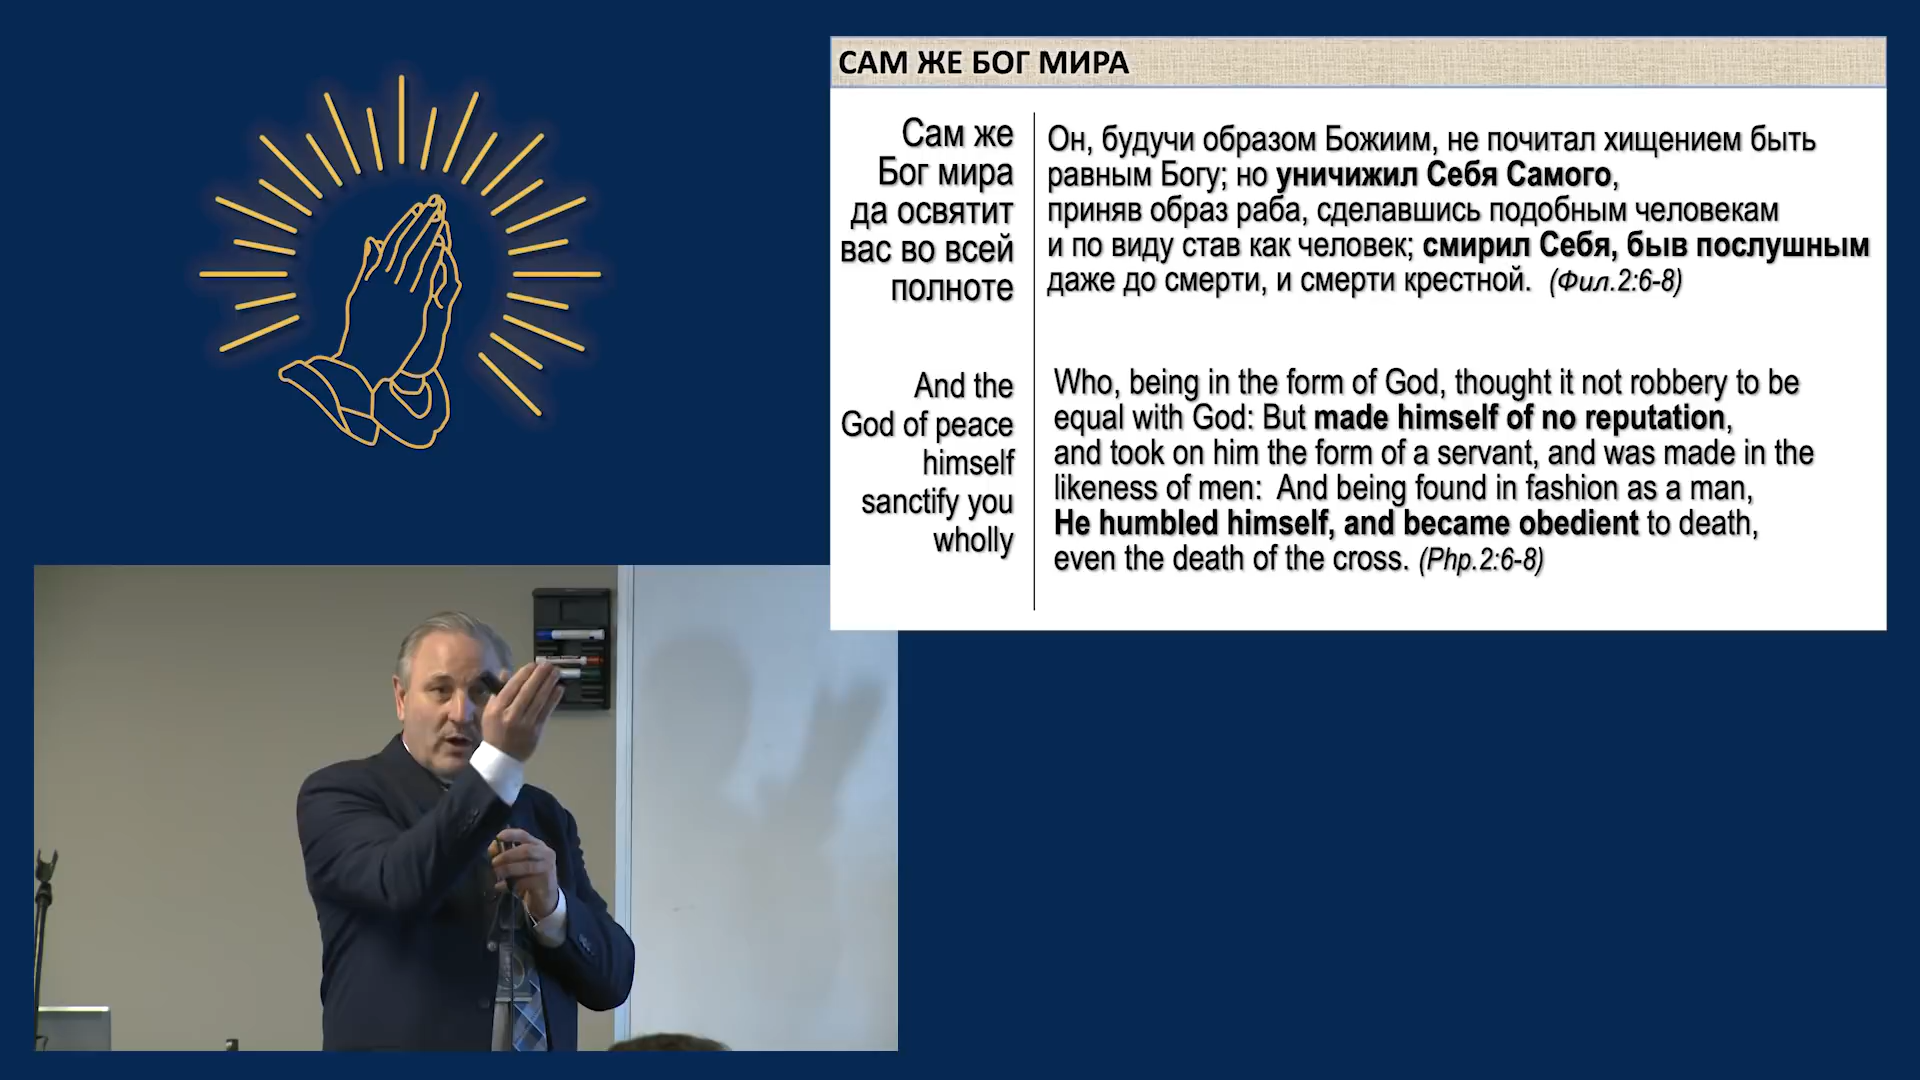 САМ ЖЕ БОГ МИРА
Сам же
Бог мира
да освятит
вас во всей
полноте
Он, будучи образом Божиим, не почитал хищением быть
равным Богу; но уничижил Себя Самого,
приняв образ раба, сделавшись подобным человекам
и по виду став как человек; смирил Себя, быв послушным
даже до смерти, и смерти крестной. (Фил.2:6-8)
And the
God of peace
himself
sanctify you
wholly
Who, being in the form of God, thought it not robbery to be
equal with God: But made himself of no reputation,
and took on him the form of a servant, and was made in the
likeness of men: And being found in fashion as a man,
He humbled himself, and became obedient to death,
even the death of the cross. (Php.2:6-8)